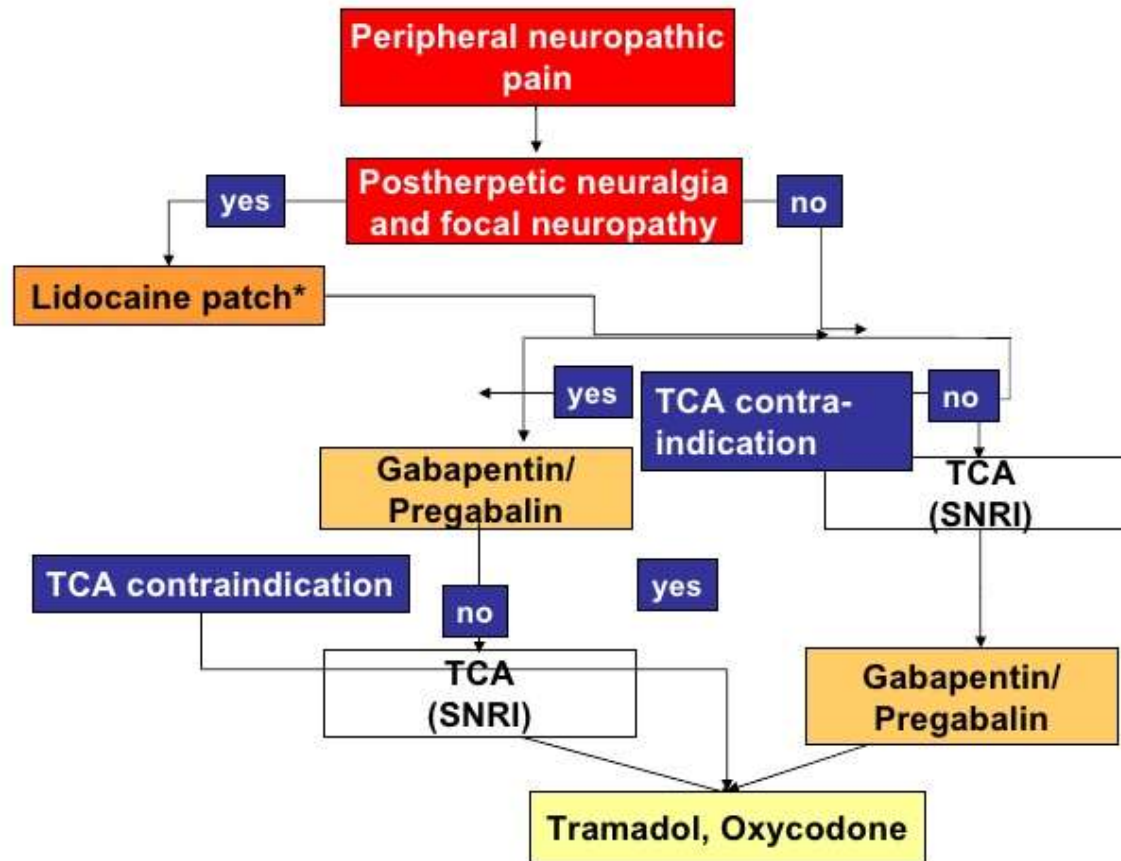 Peripheral neuropathic
pain
Postherpetic neuralgia
and focal neuropathy
yes
no
Lidocaine patch*
yes
TCA contra-
indication
no
Gabapentin/
Pregabalin
TCA
(SNRI)
TCA contraindication
no
yes
TCA
(SNRI)
Gabapentin/
Pregabalin
Tramadol, Oxycodone